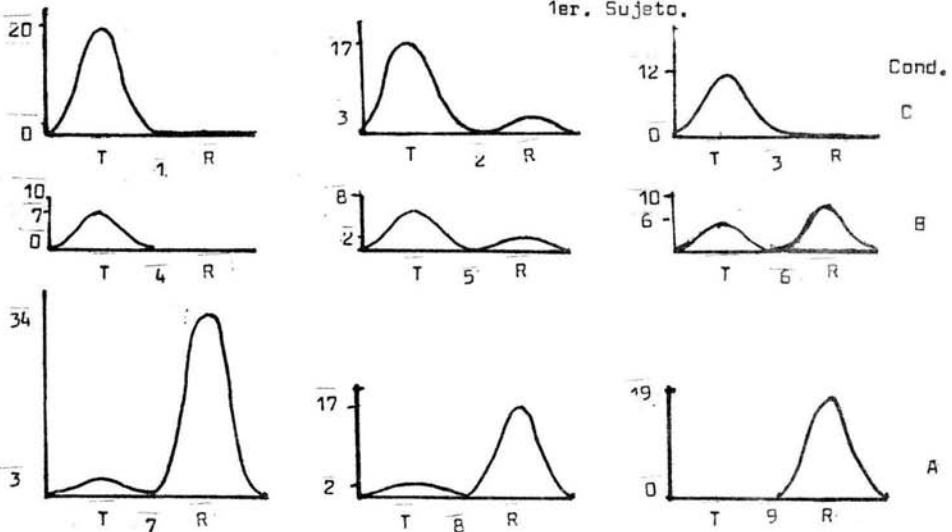 1er. Sujeto.
20
0
T 1. R
17
3
T 2 R
12
0
T 3 R
Cond.
C
10
7
0
T 4 R
8
2
T 5 R
10
6
T 6 R
B
34
3
T 7 R
17
2
T 8 R
19
0
T 9 R.
A